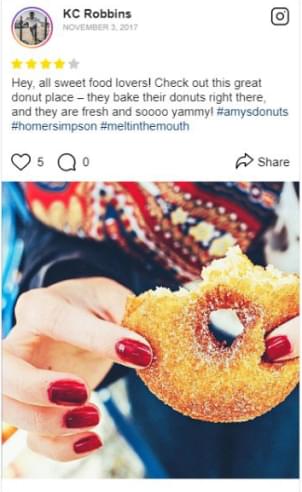 KC Robbins
NOVEMBER 3, 2017
Hey, all sweet food lovers! Check out this great
donut place – they bake their donuts right there,
and they are fresh and soooo yammy! #amysdonuts
#homersimpson #meltinthemouth
5 0 Share